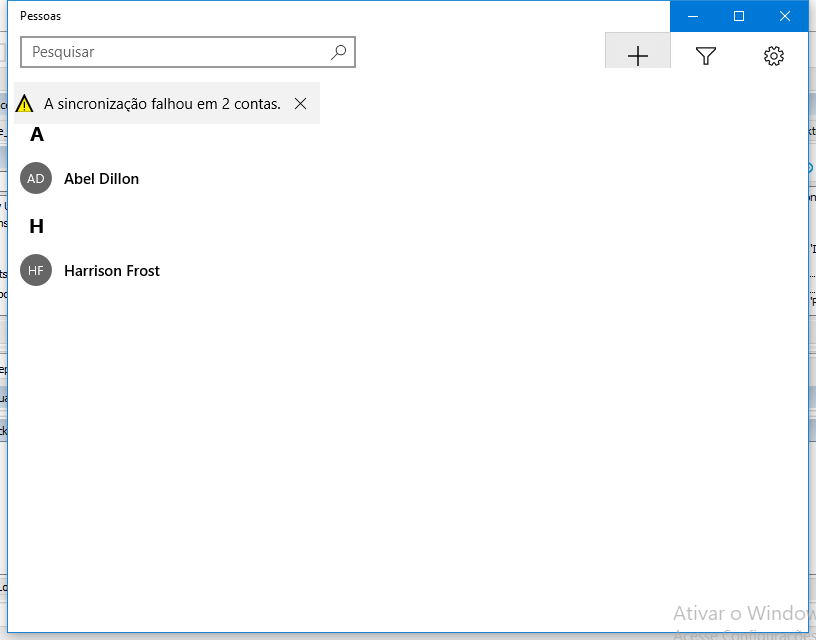 Pessoas
Pesquisar
A sincronização falhou em 2 contas.
A
AD
Abel Dillon
H
HF
Harrison Frost
Ativar o Window
Acesse Configurações